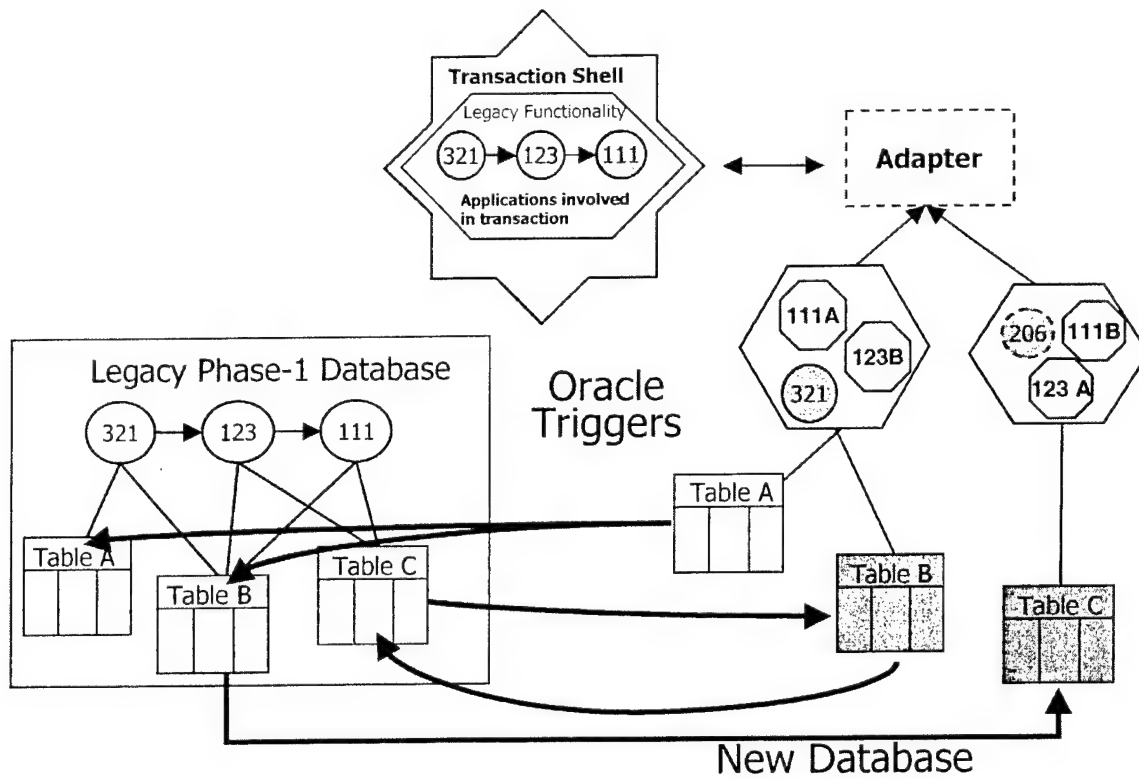 Transaction Shell
Legacy Functionality
321
123
111
Applications involved
in transaction
Adapter
111A
123B
321
206
111B
123 A
Legacy Phase-1 Database
321
123
111
Oracle
Triggers
Table A
Table B
Table C
Table A
Table B
Table C
New Database